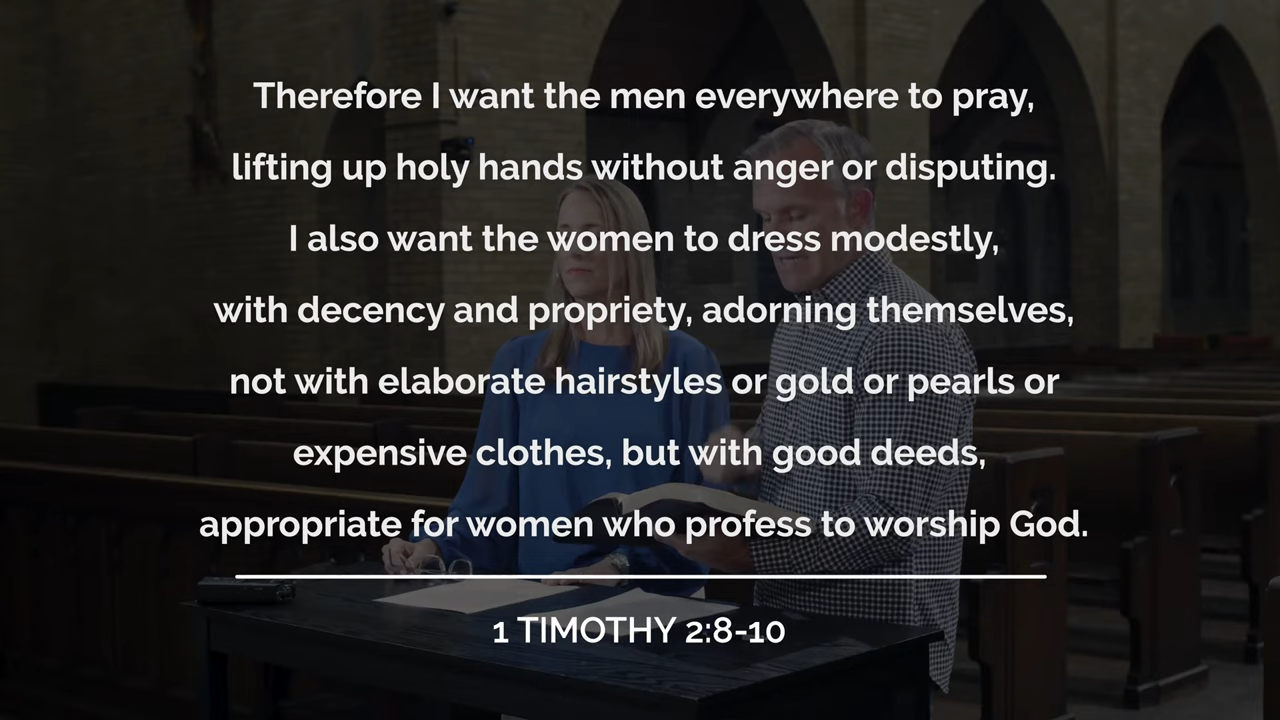 Therefore I want the men everywhere to pray,
lifting up holy hands without anger or disputing.
I also want the women to dress modestly,
with decency and propriety, adorning themselves,
not with elaborate hairstyles or gold or pearls or
expensive clothes, but with good deeds,
appropriate for women who profess to worship God.
1 TIMOTHY 2:8-10